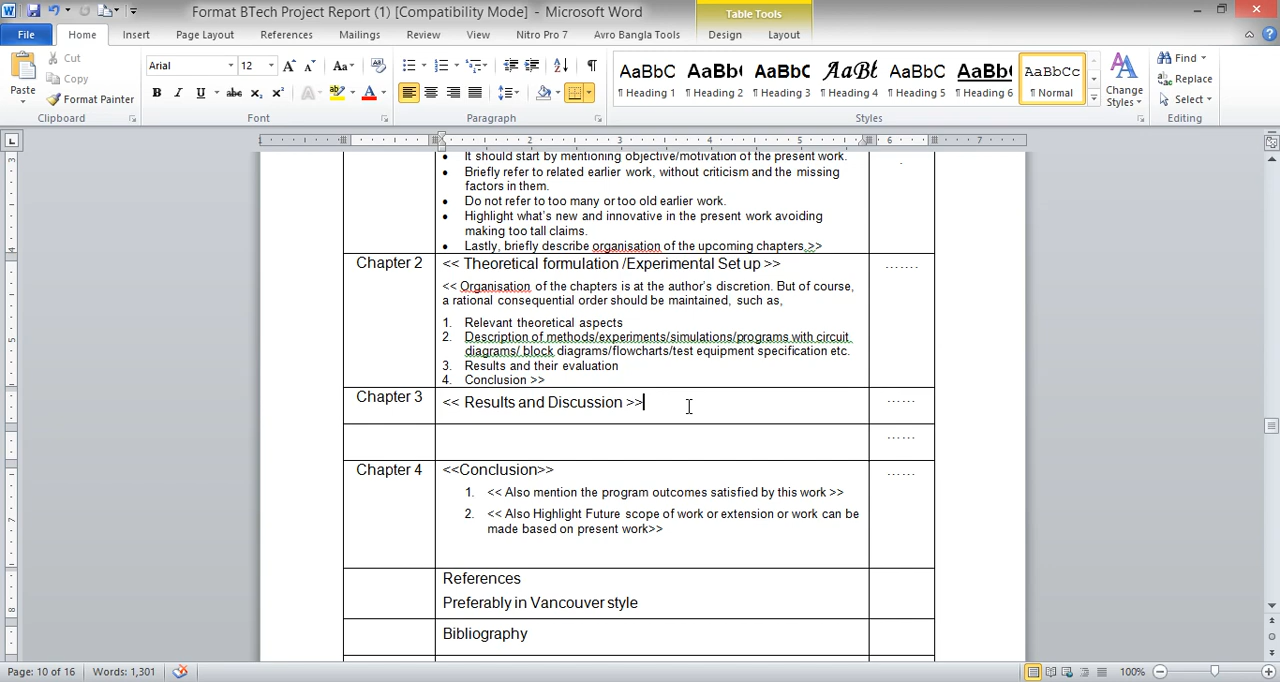 Format BTech Project Report (1) [Compatibility Mode] - Microsoft Word
Table Tools
File Home Insert Page Layout References Mailings Review View Nitro Pro 7 Avro Bangla Tools Design Layout
Paste
Cut
Copy
Format Painter
Clipboard
Arial 12
Font
Paragraph
AaBbC AaBb( AaBbC AaBb AaBbC AaBbC AaBbCc
¶ Heading 1 ¶ Heading 2 ¶ Heading 3 ¶ Heading 4 ¶ Heading 5 ¶ Heading 6 ¶ Normal
Change Styles
Styles
Find
Replace
Select
Editing
• It should start by mentioning objective/motivation of the present work.
• Briefly refer to related earlier work, without criticism and the missing
factors in them.
• Do not refer to too many or too old earlier work.
• Highlight what's new and innovative in the present work avoiding
making too tall claims.
• Lastly, briefly describe organisation of the upcoming chapters.>>
Chapter 2 << Theoretical formulation /Experimental Set up >> .......
<< Organisation of the chapters is at the author's discretion. But of course,
a rational consequential order should be maintained, such as,
1. Relevant theoretical aspects
2. Description of methods/experiments/simulations/programs with circuit
diagrams/ block diagrams/flowcharts/test equipment specification etc.
3. Results and their evaluation
4. Conclusion >>
Chapter 3 << Results and Discussion >> ......
......
Chapter 4 <<Conclusion>> ......
1. << Also mention the program outcomes satisfied by this work >>
2. << Also Highlight Future scope of work or extension or work can be
made based on present work>>
References
Preferably in Vancouver style
Bibliography
Page: 10 of 16 Words: 1,301 100%